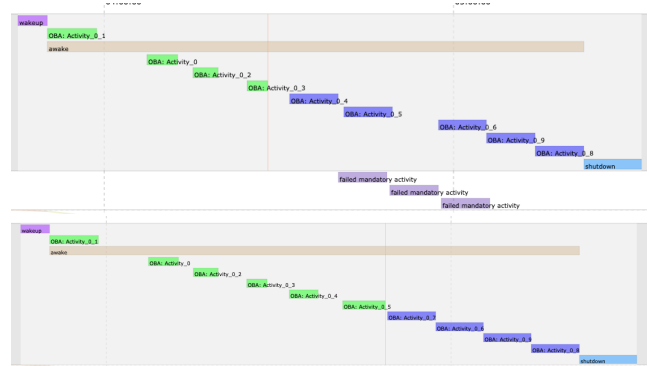 wakeup
OBA: Activity_0_1
awake
OBA: Activity_0
OBA: Activity_0_2
OBA: Activity_0_3
OBA: Activity_0_4
OBA: Activity_0_5
OBA: Activity_0_6
OBA: Activity_0_9
OBA: Activity_0_8
shutdown
failed mandatory activity
failed mandatory activity
failed mandatory activity
wakeup
OBA: Activity_0_1
awake
OBA: Activity_0
OBA: Activity_0_2
OBA: Activity_0_3
OBA: Activity_0_4
OBA: Activity_0_5
OBA: Activity_0_7
OBA: Activity_0_6
OBA: Activity_0_9
OBA: Activity_0_8
shutdown